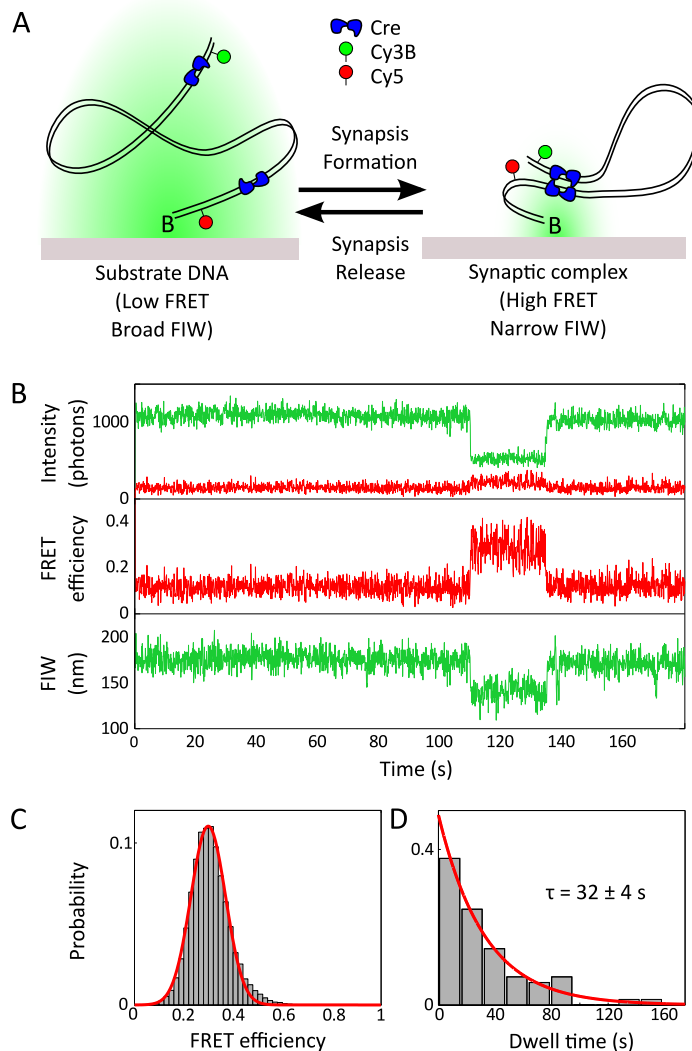 A
Cre
Cy3B
Cy5
Synapsis
Formation
Synapsis
Release
B
B
Substrate DNA
(Low FRET
Broad FIW)
Synaptic complex
(High FRET
Narrow FIW)
B
Intensity
(photons)
1000
0
FRET
efficiency
0.4
0.2
0
FIW
(nm)
200
150
100
0 20 40 60 80 100 120 140 160
Time (s)
C
Probability
0.1
0
0.2 0.4 0.6 0.8 1
FRET efficiency
D
0.4
0
τ = 32 ± 4 s
0 40 80 120 160
Dwell time (s)